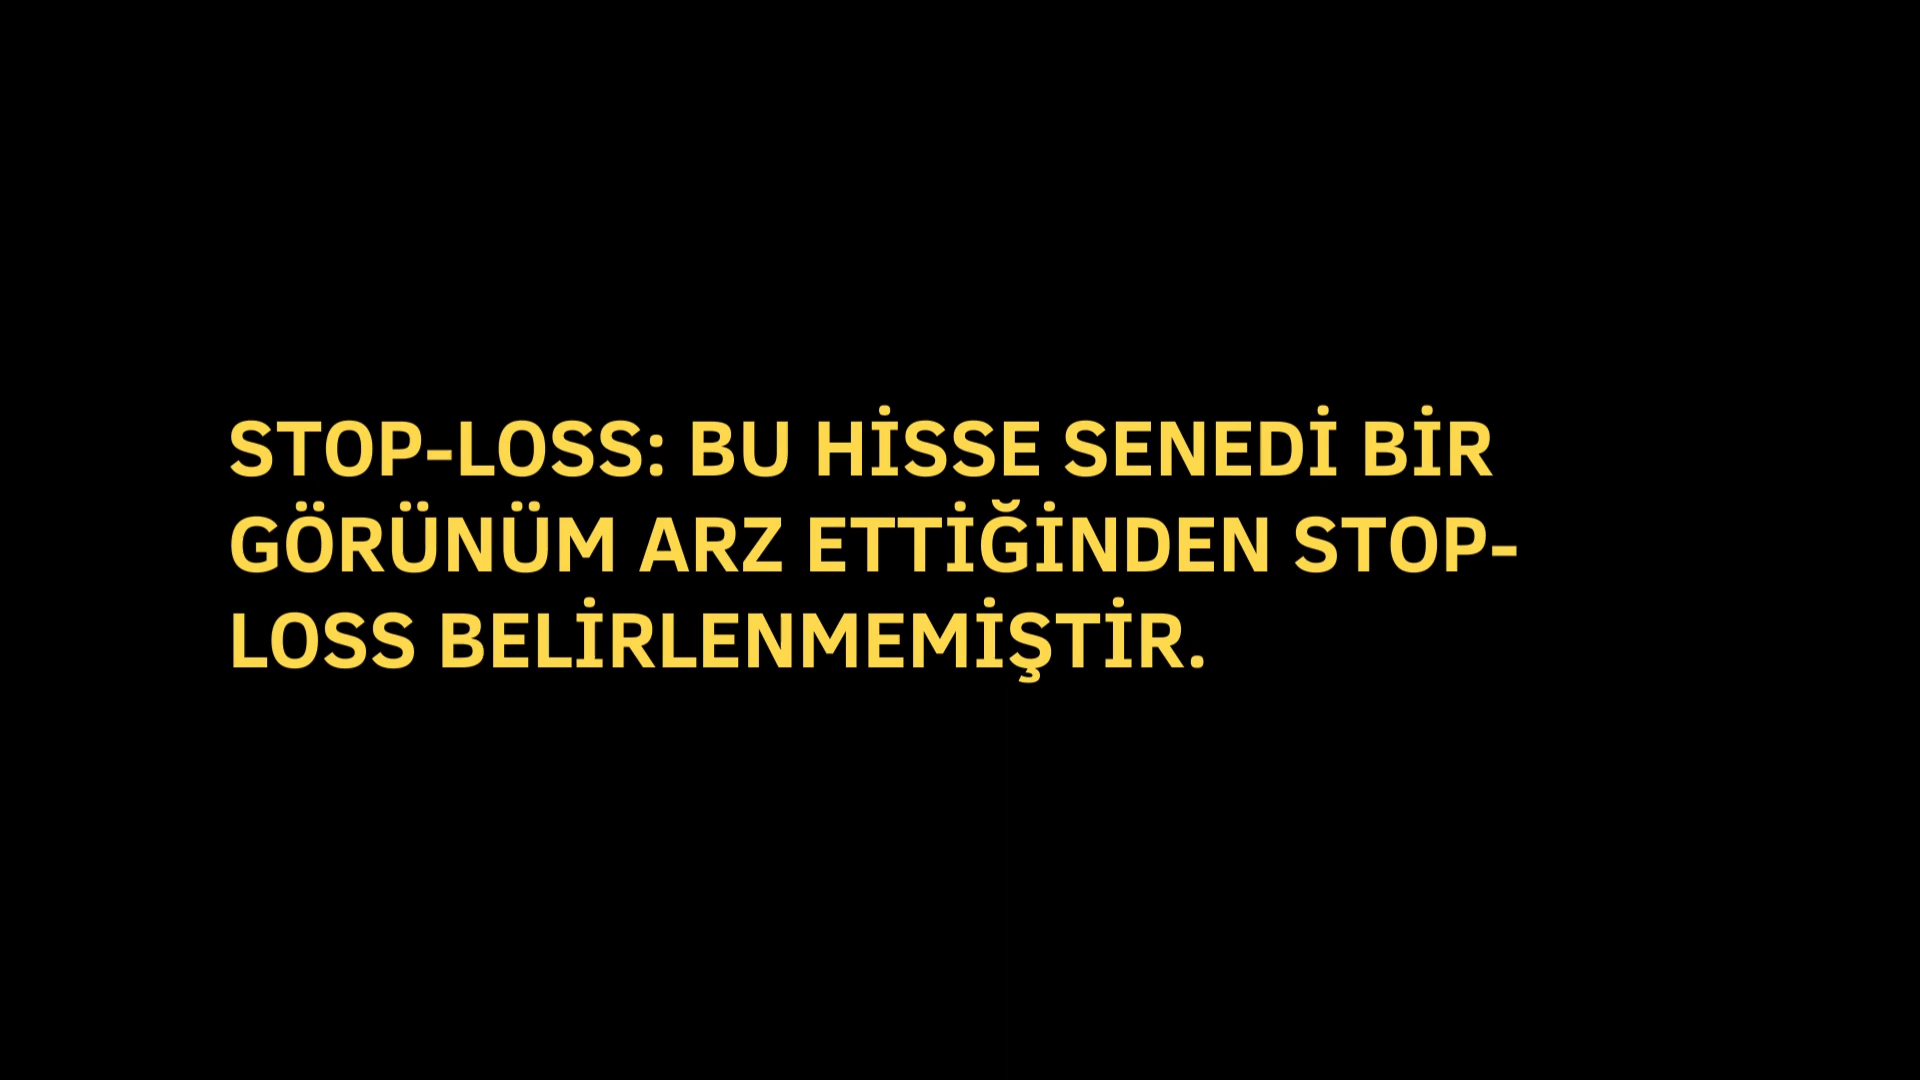 STOP-LOSS: BU HİSSE SENEDİ BİR
GÖRÜNÜM ARZ ETTİĞİNDEN STOP-
LOSS BELİRLENMEMİŞTİR.